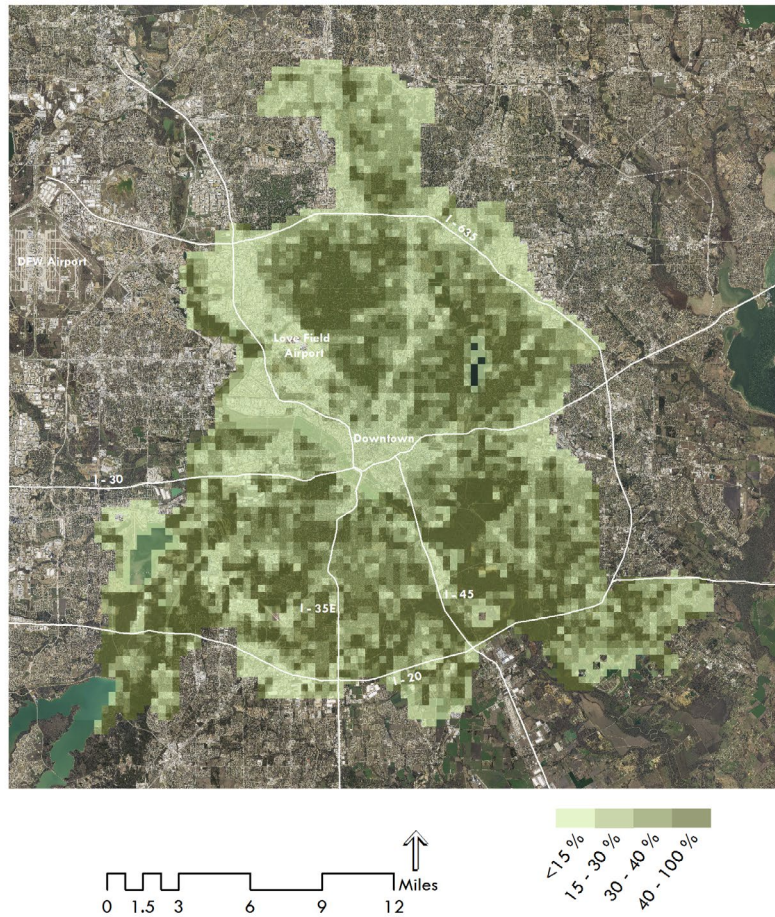 I - 635
DFW Airport
Love Field
Airport
Downtown
I - 30
I - 45
I - 35E
I - 20
<15 %
15 - 30 %
30 - 40 %
40 - 100 %
Miles
0 1.5 3 6 9 12